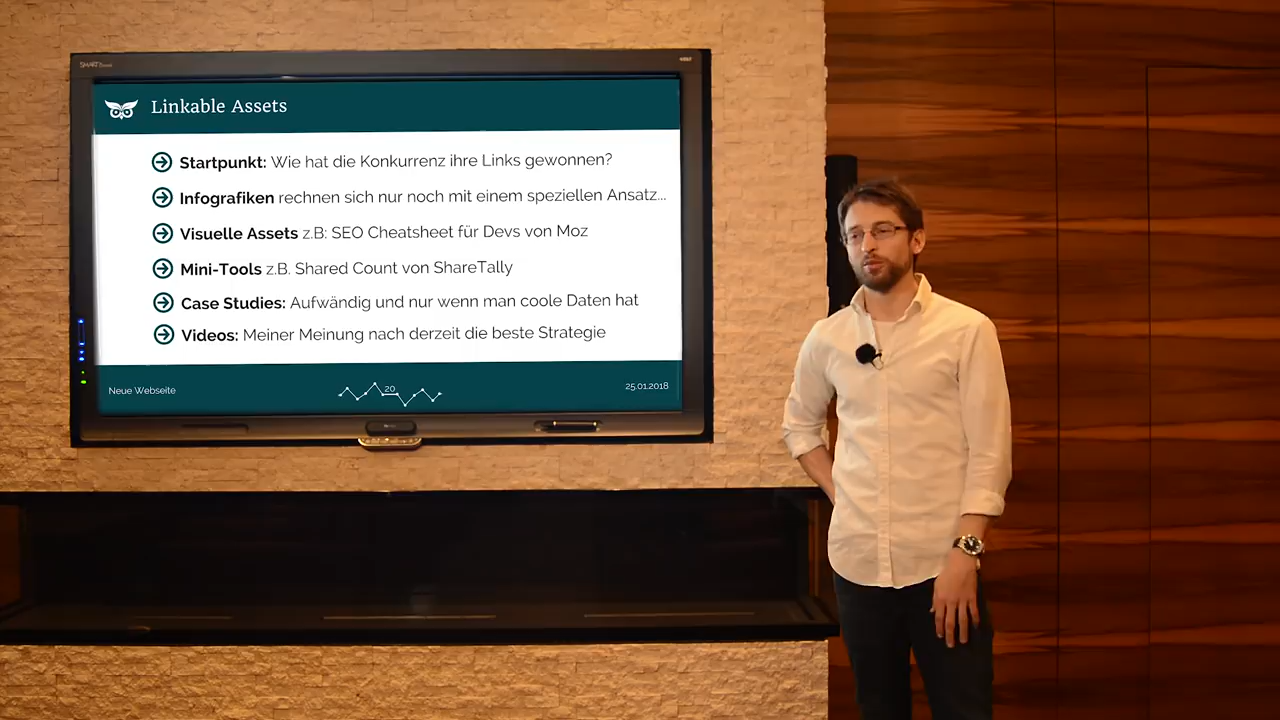 SMART Board
Linkable Assets
Startpunkt: Wie hat die Konkurrenz ihre Links gewonnen?
Infografiken rechnen sich nur noch mit einem speziellen Ansatz...
Visuelle Assets z.B: SEO Cheatsheet für Devs von Moz
Mini-Tools z.B. Shared Count von ShareTally
Case Studies: Aufwändig und nur wenn man coole Daten hat
Videos: Meiner Meinung nach derzeit die beste Strategie
Neue Webseite
20
25.01.2018